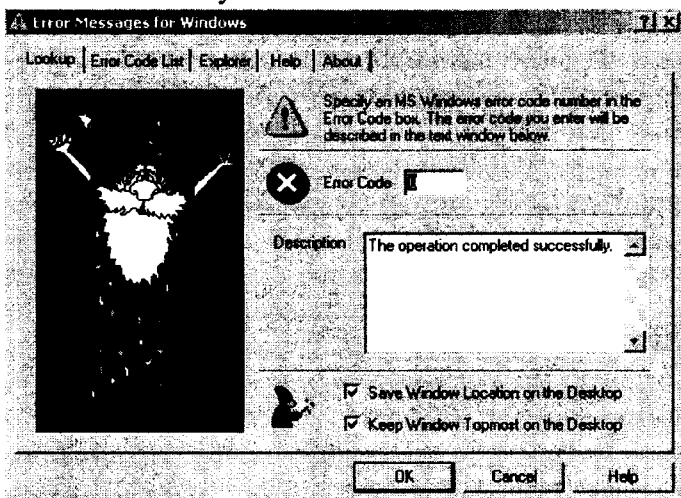 Error Messages for Windows
Lookup Error Code List Explorer Help About
Specify an MS Windows error code number in the
Error Code box. The error code you enter will be
described in the text window below.
Error Code 0
Description The operation completed successfully.
Save Window Location on the Desktop
Keep Window Topmost on the Desktop
OK Cancel Help